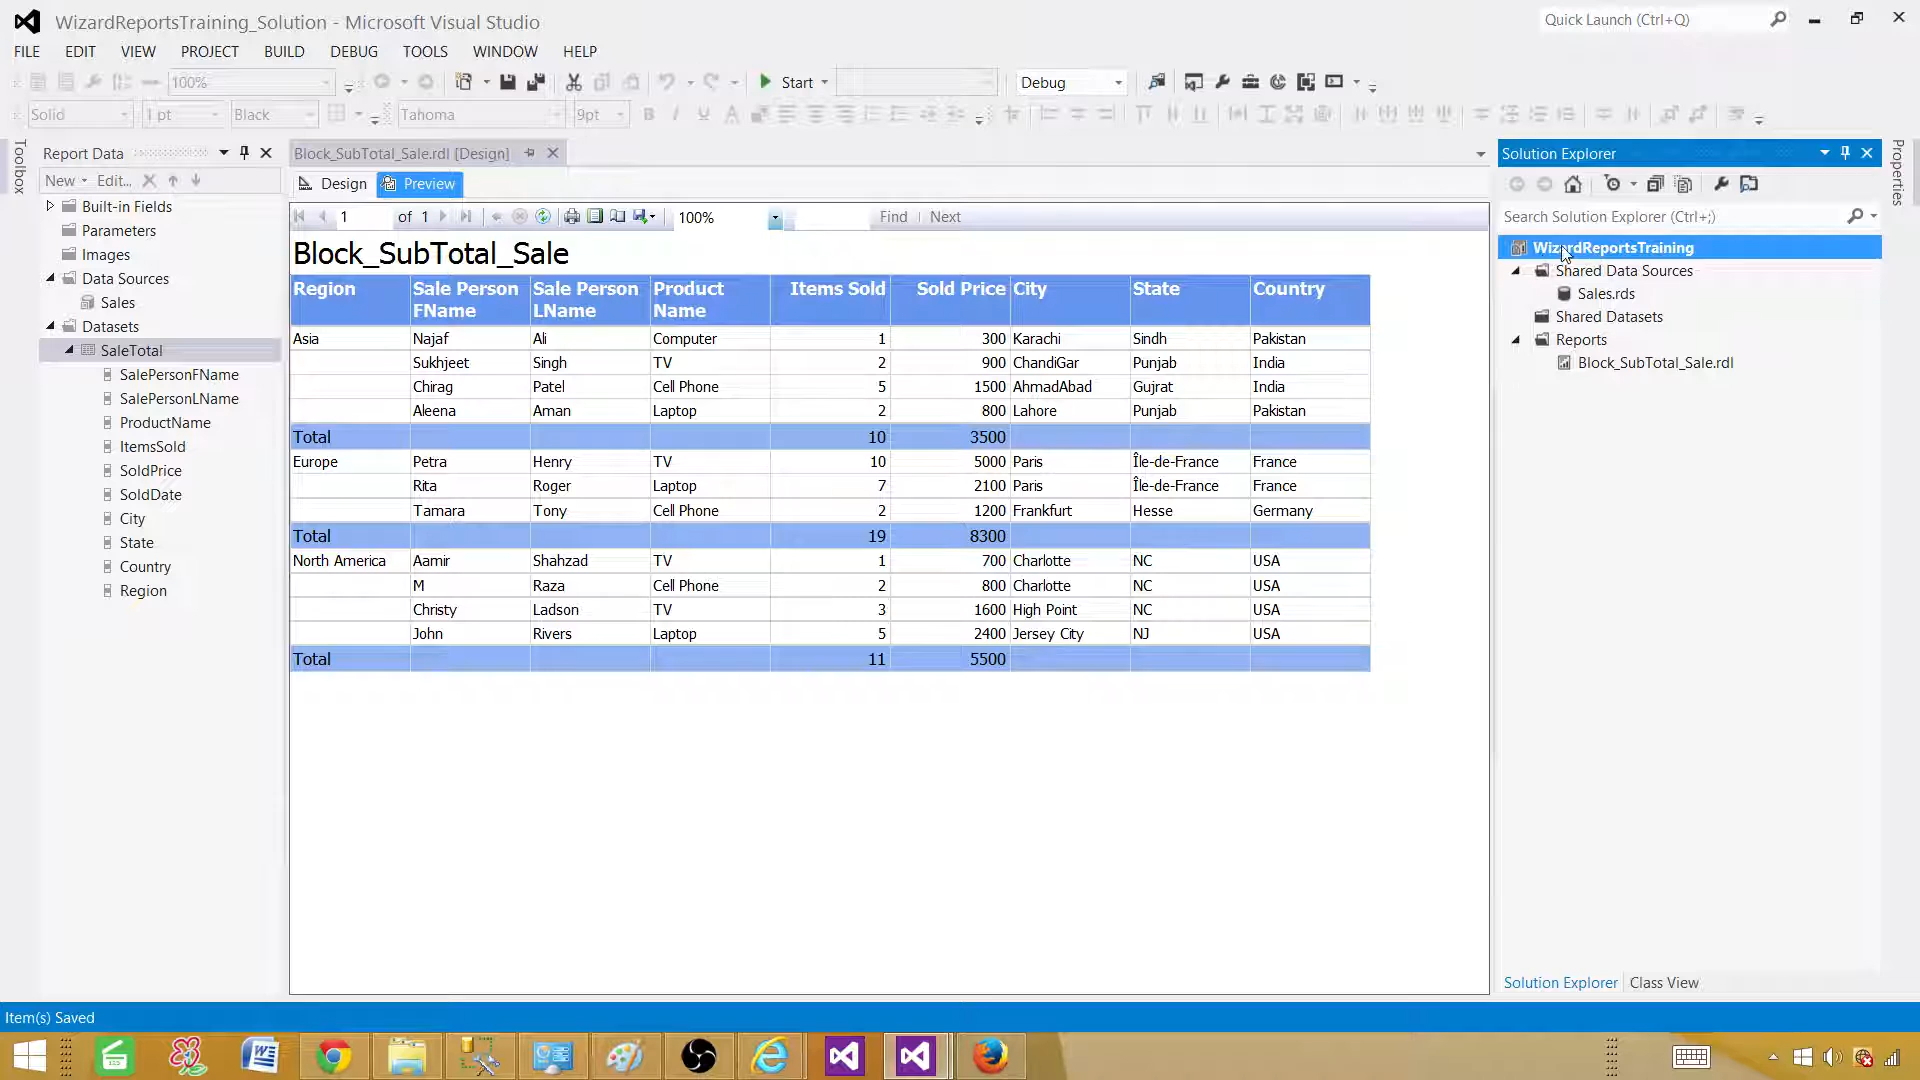 WizardReportsTraining_Solution - Microsoft Visual Studio
Quick Launch (Ctrl+Q)
FILE EDIT VIEW PROJECT BUILD DEBUG TOOLS WINDOW HELP
100% Start Debug
Solid 1 pt Black Tahoma 9pt
Toolbox
Report Data
New Edit...
Built-in Fields
Parameters
Images
Data Sources
Sales
Datasets
SaleTotal
SalePersonFName
SalePersonLName
ProductName
ItemsSold
SoldPrice
SoldDate
City
State
Country
Region
Block_SubTotal_Sale.rdl [Design]
Design Preview
1 of 1 100% Find Next
Block_SubTotal_Sale
Region Sale Person FName Sale Person LName Product Name Items Sold Sold Price City State Country
Asia Najaf Ali Computer 1 300 Karachi Sindh Pakistan
Sukhjeet Singh TV 2 900 ChandiGar Punjab India
Chirag Patel Cell Phone 5 1500 AhmadAbad Gujrat India
Aleena Aman Laptop 2 800 Lahore Punjab Pakistan
Total 10 3500
Europe Petra Henry TV 10 5000 Paris Île-de-France France
Rita Roger Laptop 7 2100 Paris Île-de-France France
Tamara Tony Cell Phone 2 1200 Frankfurt Hesse Germany
Total 19 8300
North America Aamir Shahzad TV 1 700 Charlotte NC USA
M Raza Cell Phone 2 800 Charlotte NC USA
Christy Ladson TV 3 1600 High Point NC USA
John Rivers Laptop 5 2400 Jersey City NJ USA
Total 11 5500
Solution Explorer
Search Solution Explorer (Ctrl+;)
WizardReportsTraining
Shared Data Sources
Sales.rds
Shared Datasets
Reports
Block_SubTotal_Sale.rdl
Solution Explorer Class View
Properties
Item(s) Saved